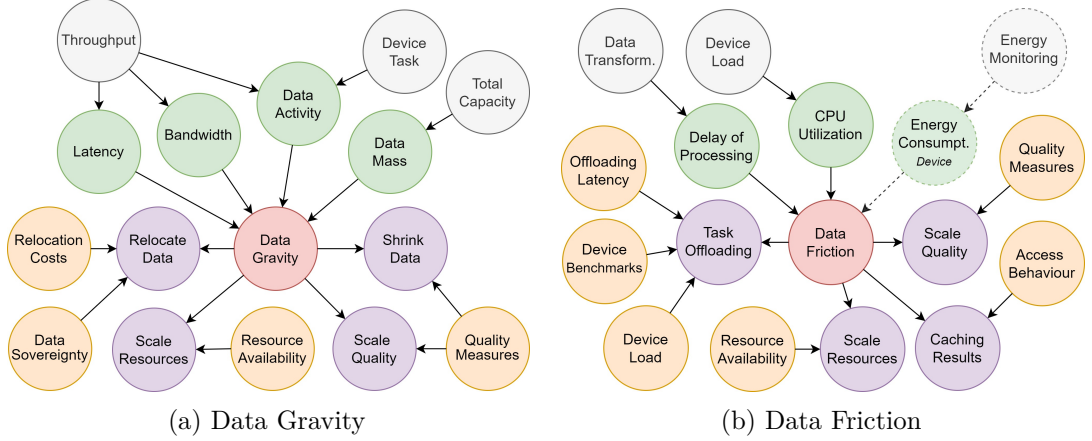 Throughput
Device
Task
Total
Capacity
Data
Activity
Bandwidth
Latency
Data
Mass
Relocation
Costs
Relocate
Data
Data
Gravity
Shrink
Data
Data
Sovereignty
Scale
Resources
Resource
Availability
Scale
Quality
Quality
Measures
(a) Data Gravity
Data
Transform.
Device
Load
Energy
Monitoring
CPU
Utilization
Delay of
Processing
Energy
Consumpt.
Device
Quality
Measures
Offloading
Latency
Device
Benchmarks
Task
Offloading
Data
Friction
Scale
Quality
Access
Behaviour
Device
Load
Resource
Availability
Scale
Resources
Caching
Results
(b) Data Friction